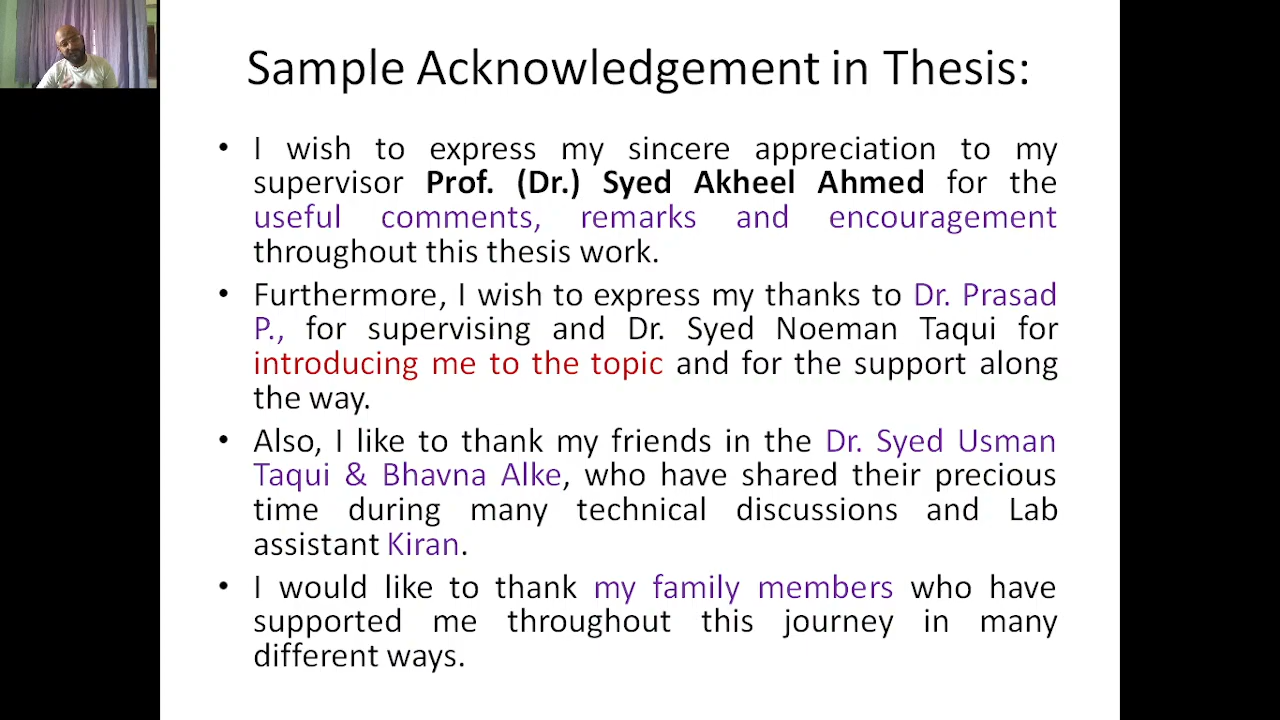 Sample Acknowledgement in Thesis:
• I wish to express my sincere appreciation to my
supervisor Prof. (Dr.) Syed Akheel Ahmed for the
useful comments, remarks and encouragement
throughout this thesis work.
• Furthermore, I wish to express my thanks to Dr. Prasad
P., for supervising and Dr. Syed Noeman Taqui for
introducing me to the topic and for the support along
the way.
• Also, I like to thank my friends in the Dr. Syed Usman
Taqui & Bhavna Alke, who have shared their precious
time during many technical discussions and Lab
assistant Kiran.
• I would like to thank my family members who have
supported me throughout this journey in many
different ways.